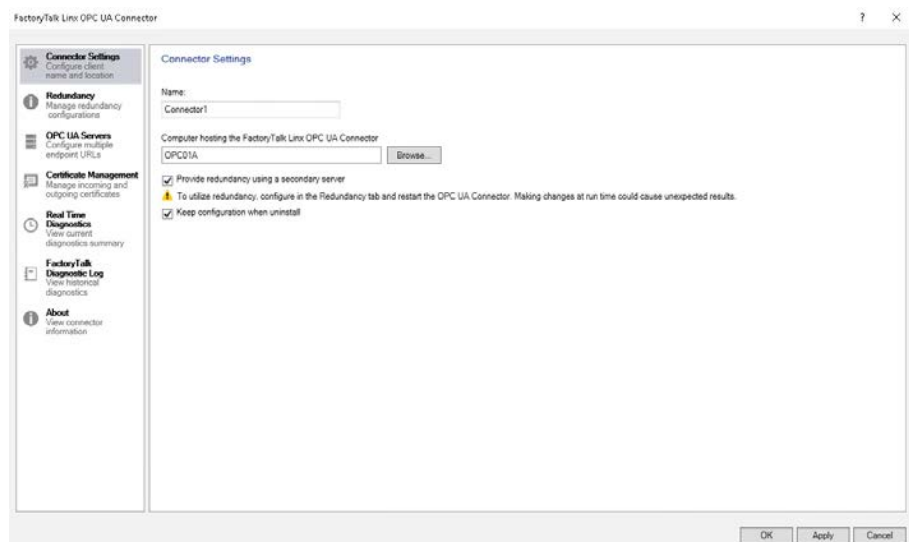 FactoryTalk Linx OPC UA Connector
?
Connector Settings
Configure client
name and location
Redundancy
Manage redundancy
configurations
OPC UA Servers
Configure multiple
endpoint URLs
Certificate Management
Manage incoming and
outgoing certificates
Real Time
Diagnostics
View current
diagnostics summary
FactoryTalk
Diagnostic Log
View historical
diagnostics
About
View connector
information
Connector Settings
Name:
Connector1
Computer hosting the FactoryTalk Linx OPC UA Connector
OPC01A
Browse...
Provide redundancy using a secondary server
To utilize redundancy, configure in the Redundancy tab and restart the OPC UA Connector. Making changes at run time could cause unexpected results.
Keep configuration when uninstall
OK
Apply
Cancel